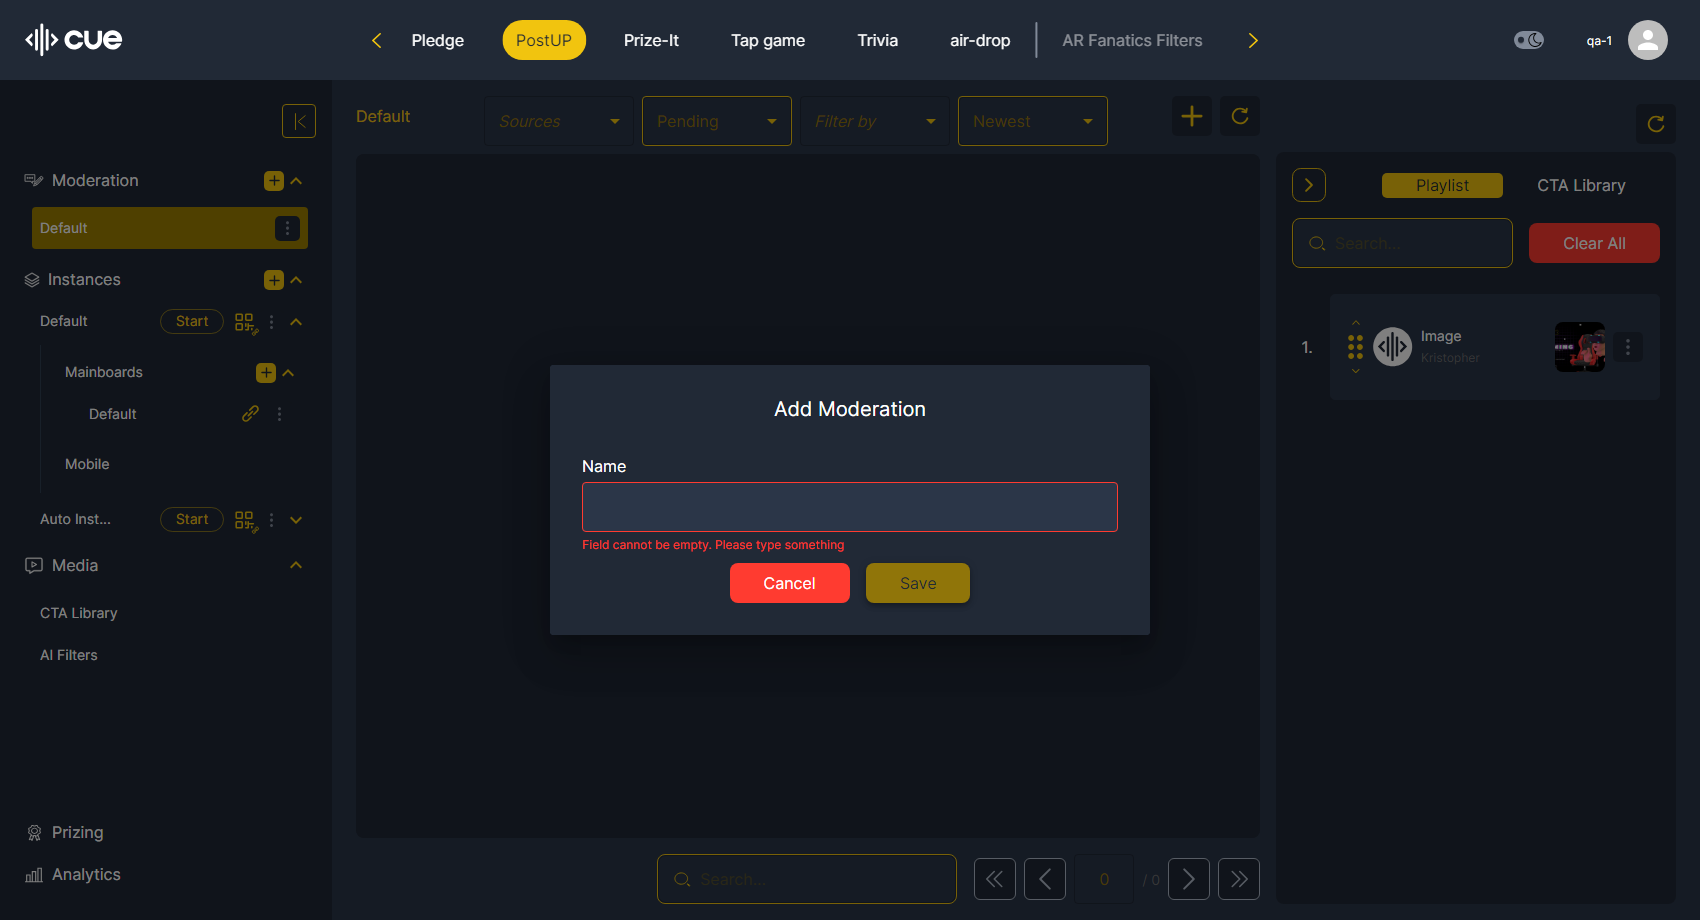 cue
Pledge
PostUP
Prize-It
Tap game
Trivia
air-drop
AR Fanatics Filters
qa-1
Moderation
Default
Instances
Default
Start
Mainboards
Default
Mobile
Auto Inst...
Start
Media
CTA Library
AI Filters
Prizing
Analytics
Default
Sources
Pending
Filter by
Newest
Add Moderation
Name
Field cannot be empty. Please type something
Cancel
Save
Search...
0
/ 0
Playlist
CTA Library
Search...
Clear All
1.
Image
Kristopher